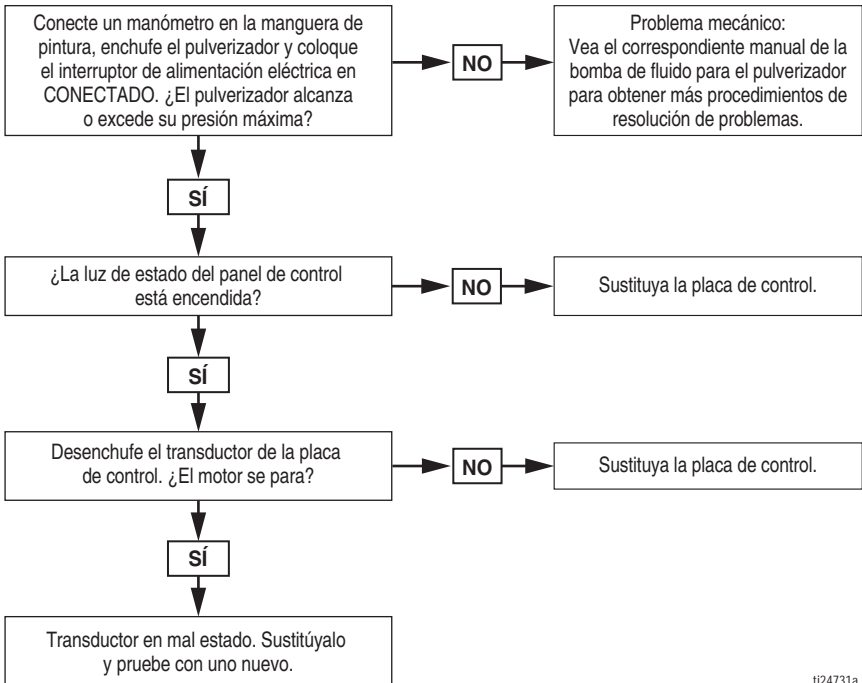 Conecte un manómetro en la manguera de
pintura, enchufe el pulverizador y coloque
el interruptor de alimentación eléctrica en
CONECTADO. ¿El pulverizador alcanza
o excede su presión máxima?
NO
Problema mecánico:
Vea el correspondiente manual de la
bomba de fluido para el pulverizador
para obtener más procedimientos de
resolución de problemas.
SÍ
¿La luz de estado del panel de control
está encendida?
NO
Sustituya la placa de control.
SÍ
Desenchufe el transductor de la placa
de control. ¿El motor se para?
NO
Sustituya la placa de control.
SÍ
Transductor en mal estado. Sustitúyalo
y pruebe con uno nuevo.
ti24731a